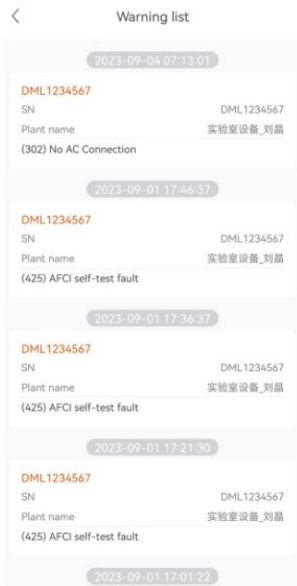 Warning list
2023-09-04 07:13:01
DML1234567
SN DML1234567
Plant name 实验室设备_刘晶
(302) No AC Connection
2023-09-01 17:46:37
DML1234567
SN DML1234567
Plant name 实验室设备_刘晶
(425) AFCI self-test fault
2023-09-01 17:36:37
DML1234567
SN DML1234567
Plant name 实验室设备_刘晶
(425) AFCI self-test fault
2023-09-01 17:21:30
DML1234567
SN DML1234567
Plant name 实验室设备_刘晶
(425) AFCI self-test fault
2023-09-01 17:01:22